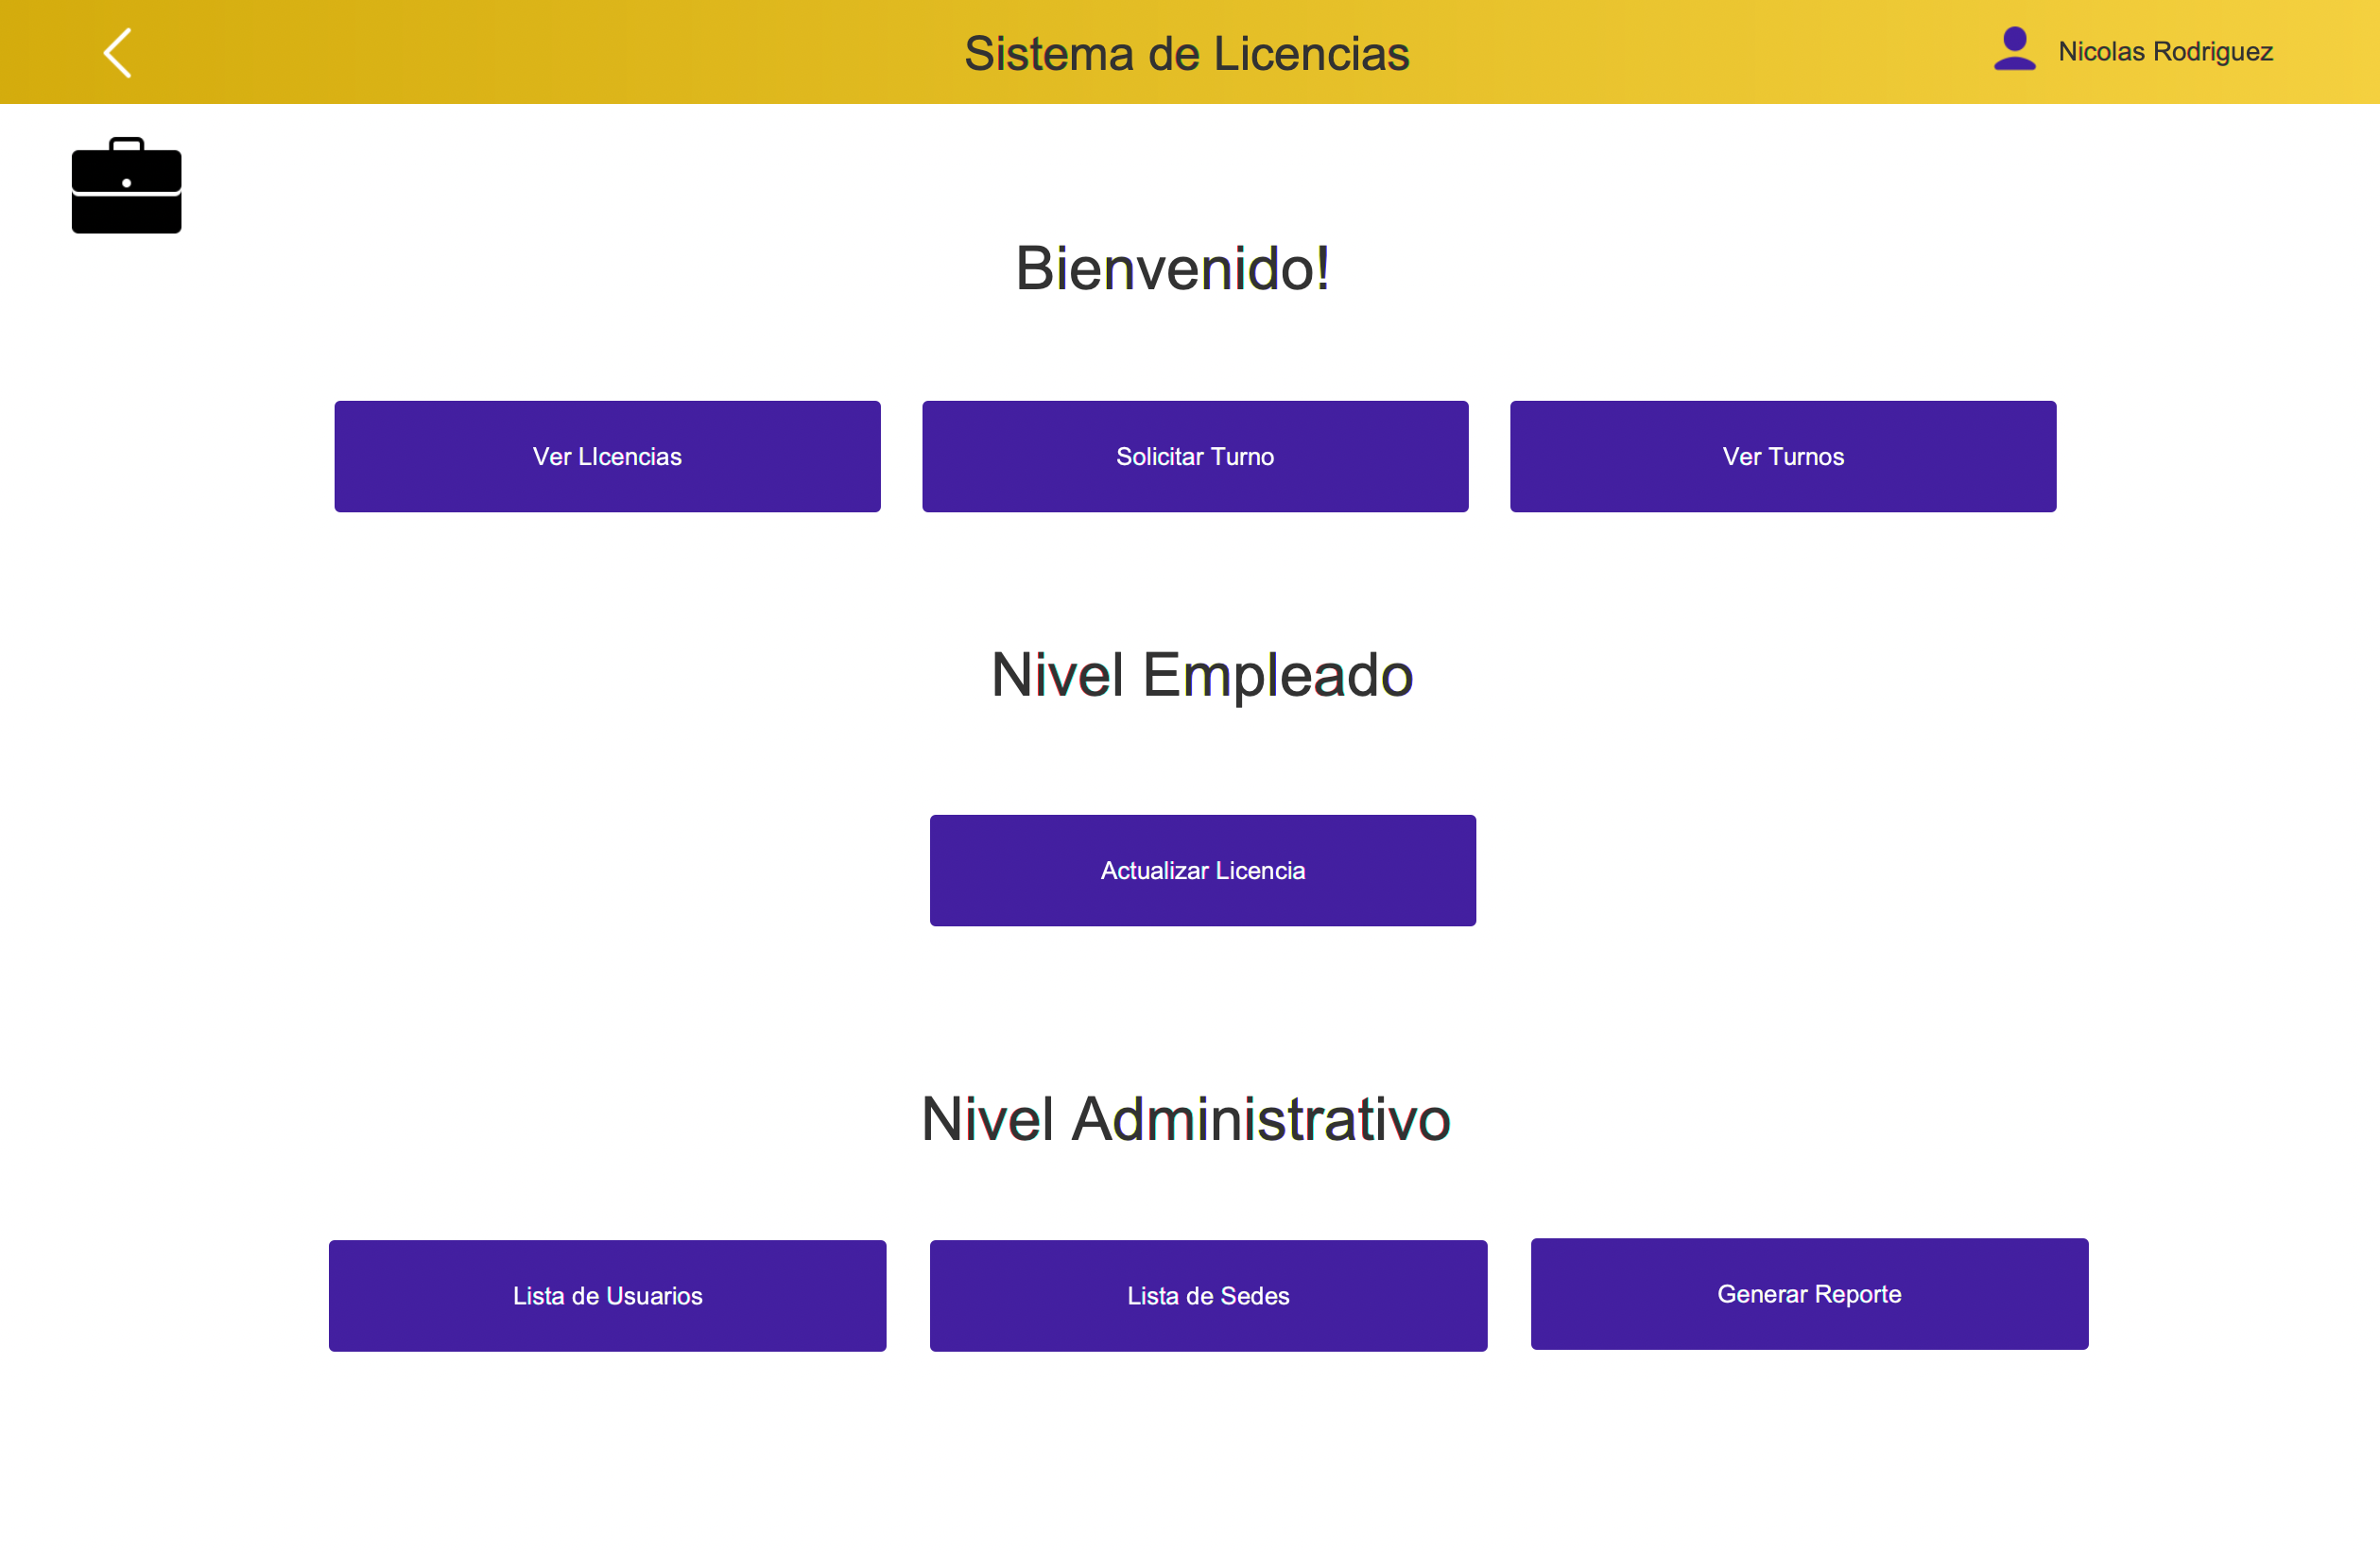 Sistema de Licencias
Nicolas Rodriguez
Bienvenido!
Ver LIcencias
Solicitar Turno
Ver Turnos
Nivel Empleado
Actualizar Licencia
Nivel Administrativo
Lista de Usuarios
Lista de Sedes
Generar Reporte